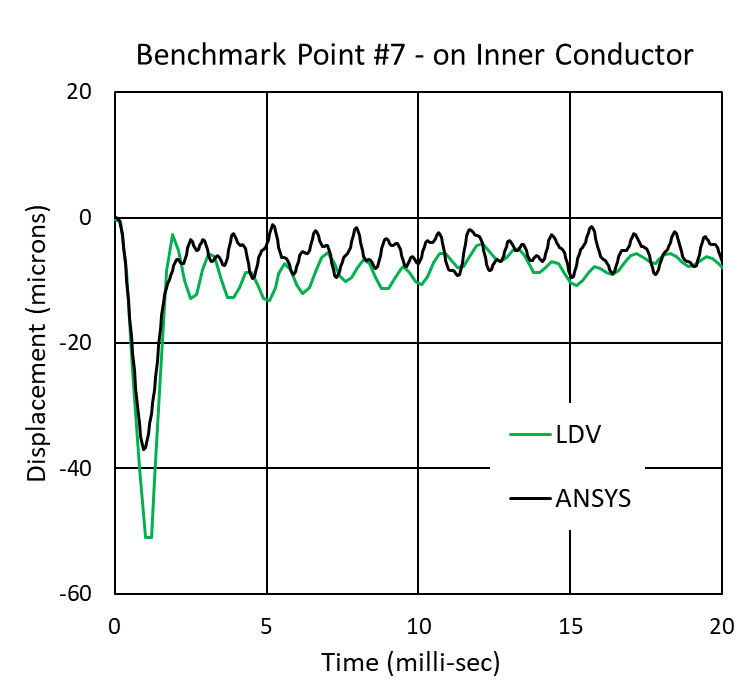 Benchmark Point #7 - on Inner Conductor
20
0
-20
-40
-60
Displacement (microns)
LDV
ANSYS
0 5 10 15 20
Time (milli-sec)